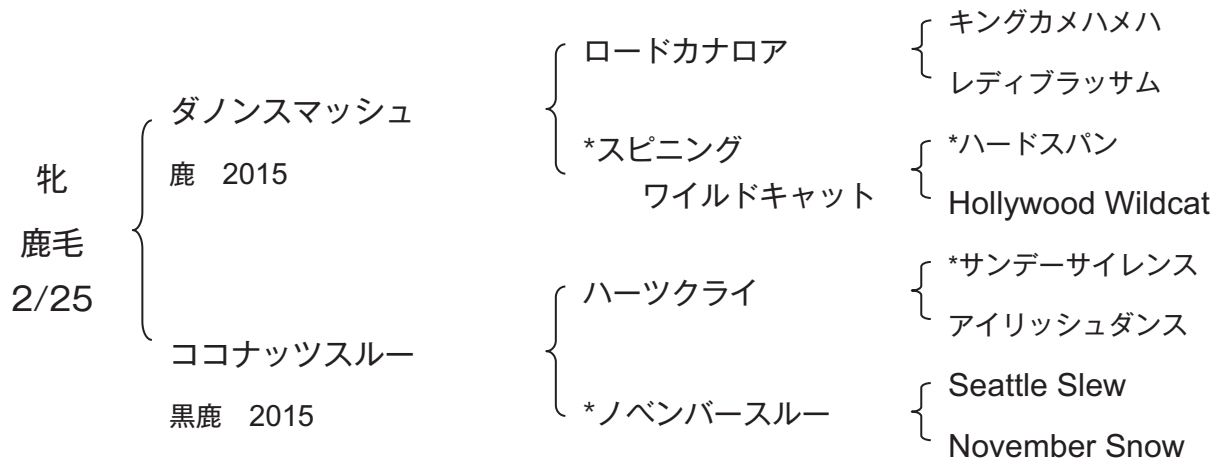 牝
鹿毛
2/25
ダノンスマッシュ
鹿　2015
ココナッツスルー
黒鹿　2015
ロードカナロア
*スピニング
ワイルドキャット
ハーツクライ
*ノベンバースルー
キングカメハメハ
レディブラッサム
*ハードスパン
Hollywood Wildcat
*サンデーサイレンス
アイリッシュダンス
Seattle Slew
November Snow